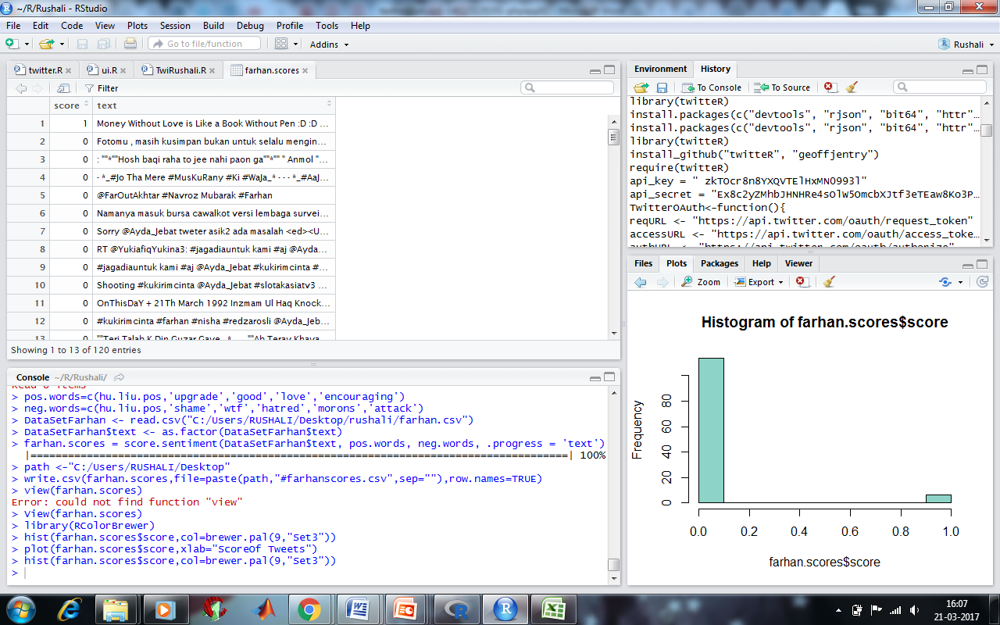 ~/R/Rushali - RStudio
File Edit Code View Plots Session Build Debug Profile Tools Help
Go to file/function Addins Rushali
twitter.R ui.R TwiRushali.R farhan.scores
Filter
score text
1 1 Money Without Love is Like a Book Without Pen :D :D ...
2 0 Fotomu , masih kusimpan bukan untuk selalu mengin...
3 0 : ""*""Hosh baqi raha to jee nahi paon ga""*"" " Anmol "...
4 0 - *_#Jo Tha Mere #MusKuRany #Ki #WaJa_* - - - *_#AaJ...
5 0 @FarOutAkhtar #Navroz Mubarak #Farhan
6 0 Namanya masuk bursa cawalkot versi lembaga survei...
7 0 Sorry @Ayda_Jebat tweter asik2 ada masalah <ed><U...
8 0 RT @YukiafiqYukina3: #jagadiauntuk kami #aj @Ayda...
9 0 #jagadiauntuk kami #aj @Ayda_Jebat #kukirimcinta #...
10 0 Shooting #kukirimcinta @Ayda_Jebat #slotakasiatv3 ...
11 0 OnThisDaY + 21Th March 1992 Inzmam Ul Haq Knock...
12 0 #kukirimcinta #farhan #nisha #redzarosli @Ayda_Jeb...
13 0 ""Teri Talab K Din Guzar Gaye
Showing 1 to 13 of 120 entries
Console ~/R/Rushali/
Read 6 items
> pos.words=c(hu.liu.pos,'upgrade','good','love','encouraging')
> neg.words=c(hu.liu.pos,'shame','wtf','hatred','morons','attack')
> DataSetFarhan <- read.csv("C:/Users/RUSHALI/Desktop/rushali/farhan.csv")
> DataSetFarhan$text <- as.factor(DataSetFarhan$text)
> farhan.scores = score.sentiment(DataSetFarhan$text, pos.words, neg.words, .progress = 'text')
|===========================================================================| 100%
> path <-"C:/Users/RUSHALI/Desktop"
> write.csv(farhan.scores,file=paste(path,"#farhanscores.csv",sep=""),row.names=TRUE)
> view(farhan.scores)
Error: could not find function "view"
> View(farhan.scores)
> library(RColorBrewer)
> hist(farhan.scores$score,col=brewer.pal(9,"Set3"))
> plot(farhan.scores$score,xlab="ScoreOf Tweets")
> hist(farhan.scores$score,col=brewer.pal(9,"Set3"))
>
Environment History
To Console To Source
library(twitteR)
install.packages(c("devtools", "rjson", "bit64", "httr"...
install.packages(c("devtools", "rjson", "bit64", "httr"...
library(twitteR)
install_github("twitteR", "geoffjentry")
require(twitteR)
api_key = " zkTOcr8n8YXQVTElHxMNO993l"
api_secret = "Ex8c2yZMhbJHNHRe4sOlW5OmcbXJtf3eTEaw8Ko3P...
TwitterOAuth<-function(){
reqURL <- "https://api.twitter.com/oauth/request_token"
accessURL <- "https://api.twitter.com/oauth/access_toke...
authURL <- "https://api.twitter.com/oauth/authorize"
Files Plots Packages Help Viewer
Zoom Export
Histogram of farhan.scores$score
Frequency
80
60
40
20
0
0.0 0.2 0.4 0.6 0.8 1.0
farhan.scores$score
16:07
21-03-2017